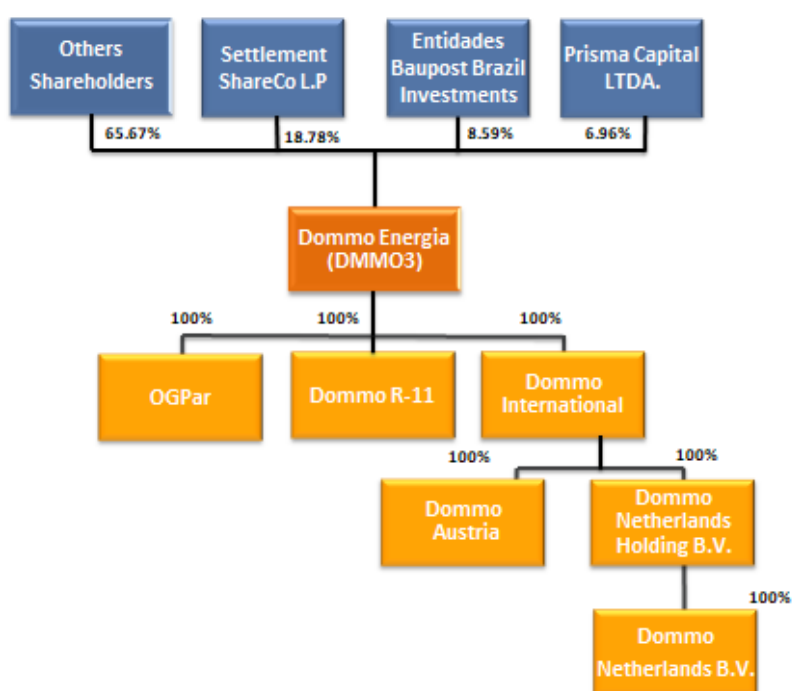 Others
Shareholders
Settlement
ShareCo L.P
Entidades
Baupost Brazil
Investments
Prisma Capital
LTDA.
65.67%
18.78%
8.59%
6.96%
Dommo Energia
(DMMO3)
100%
100%
100%
OGPar
Dommo R-11
Dommo
International
100%
100%
Dommo
Austria
Dommo
Netherlands
Holding B.V.
100%
Dommo
Netherlands B.V.